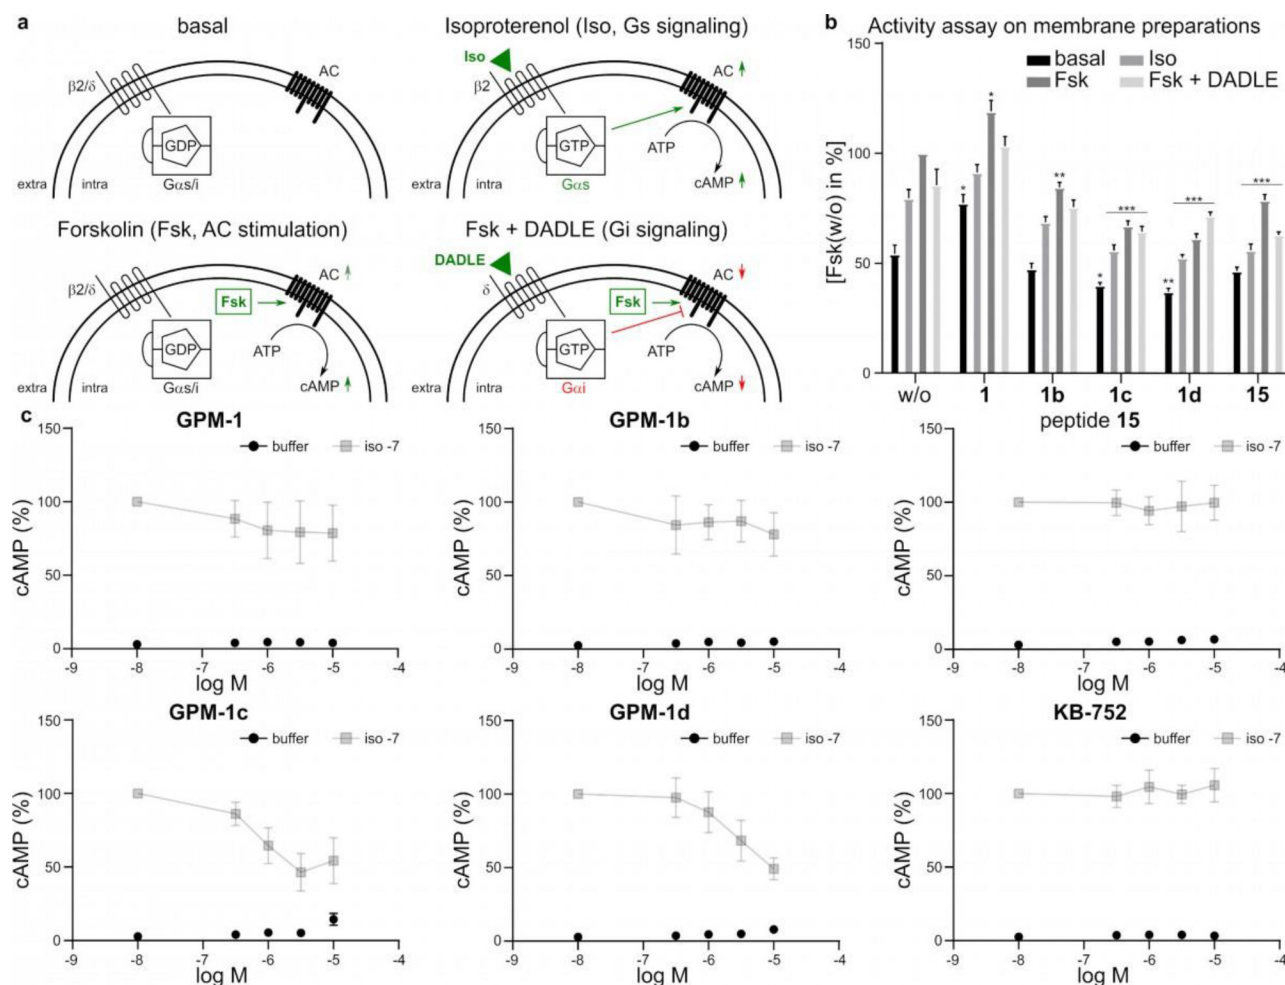 a
basal
β2/δ
AC
GDP
Gαs/i
extra
intra
Isoproterenol (Iso, Gs signaling)
Iso
β2
AC
GTP
Gαs
ATP
cAMP
extra
intra
Forskolin (Fsk, AC stimulation)
β2/δ
AC
Fsk
GDP
Gαs/i
ATP
cAMP
extra
intra
Fsk + DADLE (Gi signaling)
DADLE
δ
AC
Fsk
GTP
Gαi
ATP
cAMP
extra
intra
b
Activity assay on membrane preparations
[Fsk(w/o) in %]
150
100
50
0
basal
Iso
Fsk
Fsk + DADLE
*
*
**
*
***
**
***
***
w/o
1
1b
1c
1d
15
c
GPM-1
buffer
iso -7
cAMP (%)
150
100
50
0
-9
-8
-7
-6
-5
-4
log M
GPM-1b
buffer
iso -7
cAMP (%)
150
100
50
0
-9
-8
-7
-6
-5
-4
log M
peptide 15
buffer
iso -7
cAMP (%)
150
100
50
0
-9
-8
-7
-6
-5
-4
log M
GPM-1c
buffer
iso -7
cAMP (%)
150
100
50
0
-9
-8
-7
-6
-5
-4
log M
GPM-1d
buffer
iso -7
cAMP (%)
150
100
50
0
-9
-8
-7
-6
-5
-4
log M
KB-752
buffer
iso -7
cAMP (%)
150
100
50
0
-9
-8
-7
-6
-5
-4
log M